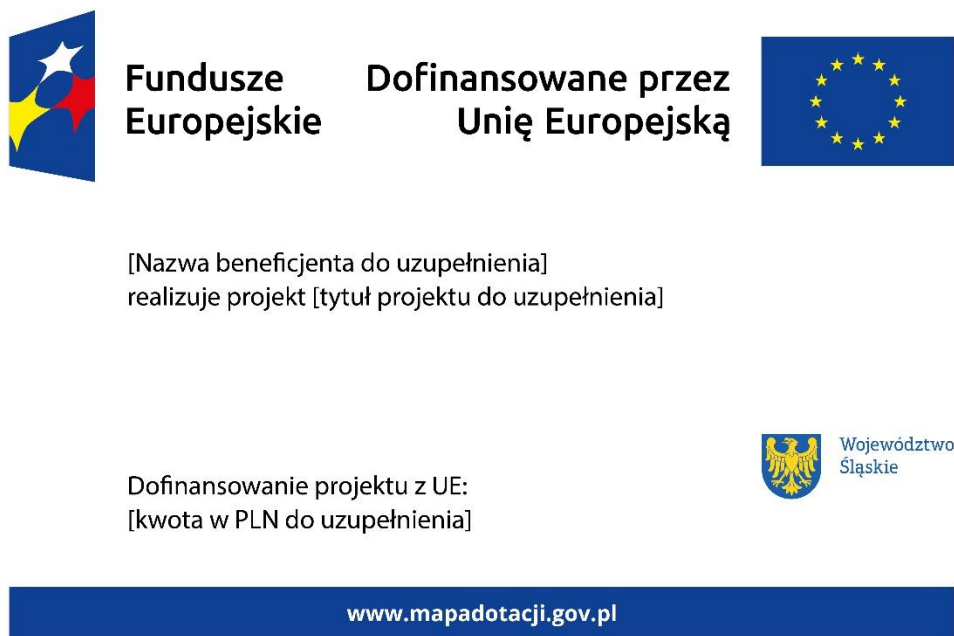 Fundusze
Europejskie
Dofinansowane przez
Unię Europejską
[Nazwa beneficjenta do uzupełnienia]
realizuje projekt [tytuł projektu do uzupełnienia]
Województwo
Śląskie
Dofinansowanie projektu z UE:
[kwota w PLN do uzupełnienia]
www.mapadotacji.gov.pl